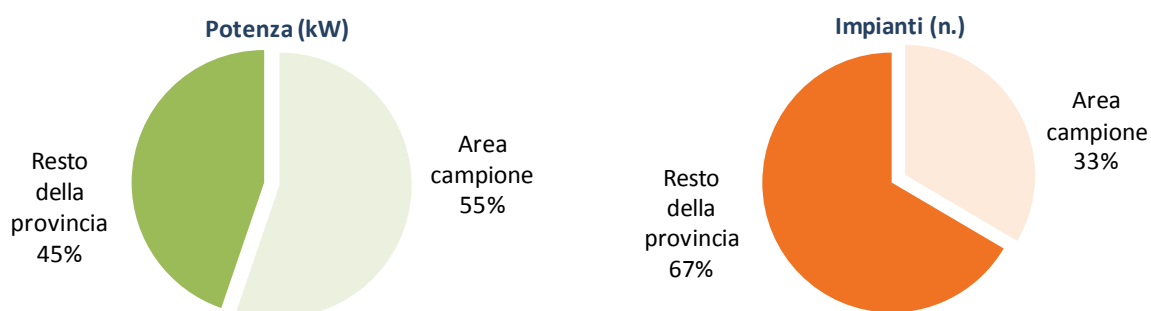 Potenza (kW)
Resto
della
provincia
45%
Area
campione
55%
Impianti (n.)
Resto
della
provincia
67%
Area
campione
33%